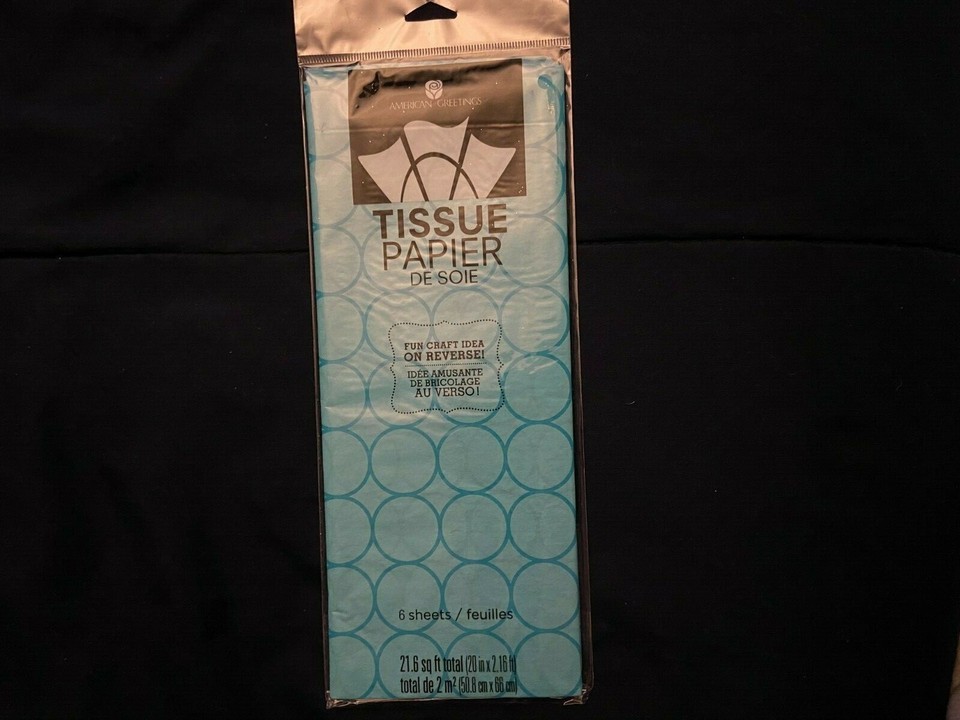 AMERICAN GREETINGS
TISSUE
PAPIER
DE SOIE
FUN CRAFT IDEA
ON REVERSE!
IDÉE AMUSANTE
DE BRICOLAGE
AU VERSO!
6 sheets / feuilles
21.6 sq ft total (20 in x 2.16 ft)
total de 2 m² (50.8 cm x 66 cm)